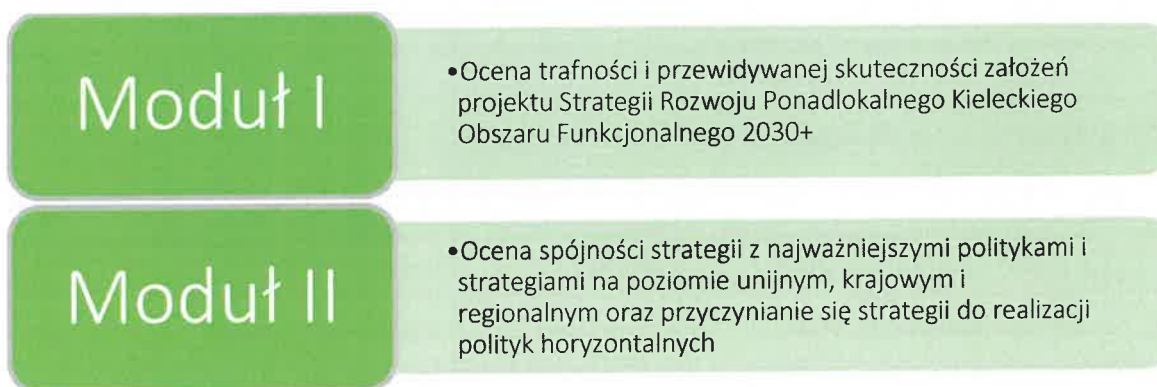 Moduł I
•Ocena trafności i przewidywanej skuteczności założeń
projektu Strategii Rozwoju Ponadlokalnego Kieleckiego
Obszaru Funkcjonalnego 2030+
Moduł II
•Ocena spójności strategii z najważniejszymi politykami i
strategiami na poziomie unijnym, krajowym i
regionalnym oraz przyczynianie się strategii do realizacji
polityk horyzontalnych